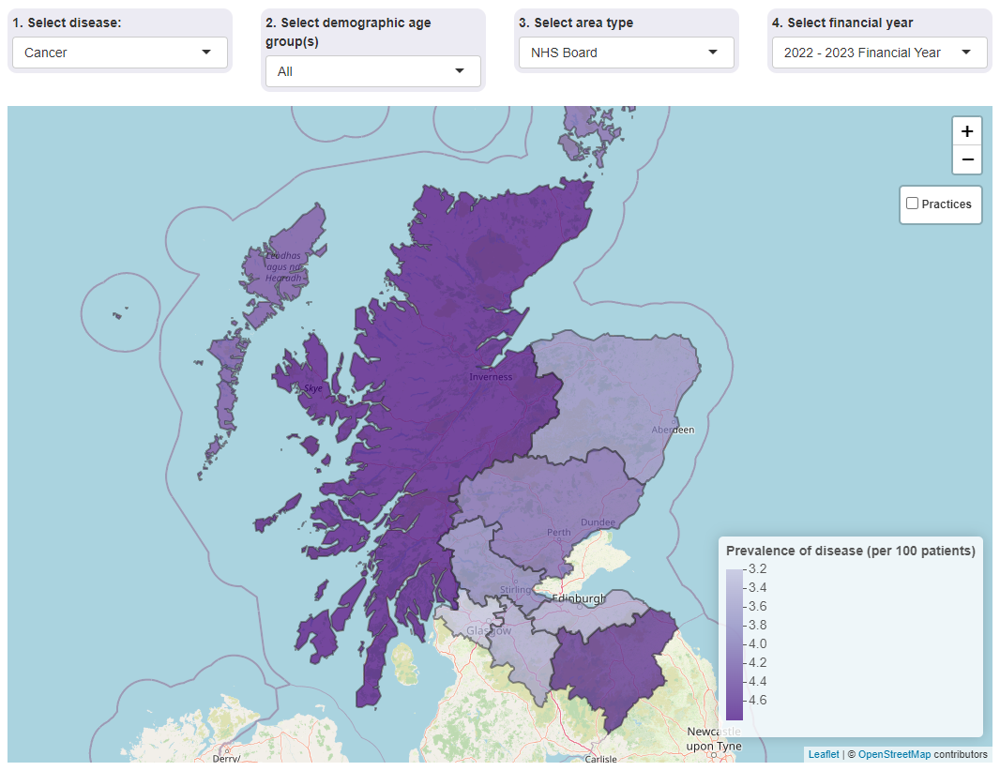 1. Select disease:
Cancer
2. Select demographic age
group(s)
All
3. Select area type
NHS Board
4. Select financial year
2022 - 2023 Financial Year
+
−
Practices
Leodhas
agus na
Hearadh
Skye
Inverness
Aberdeen
Dundee
Perth
Stirling
Edinburgh
Glasgow
Prevalence of disease (per 100 patients)
3.2
3.4
3.6
3.8
4.0
4.2
4.4
4.6
Newcastle
upon Tyne
Derry/
Carlisle
Leaflet | © OpenStreetMap contributors